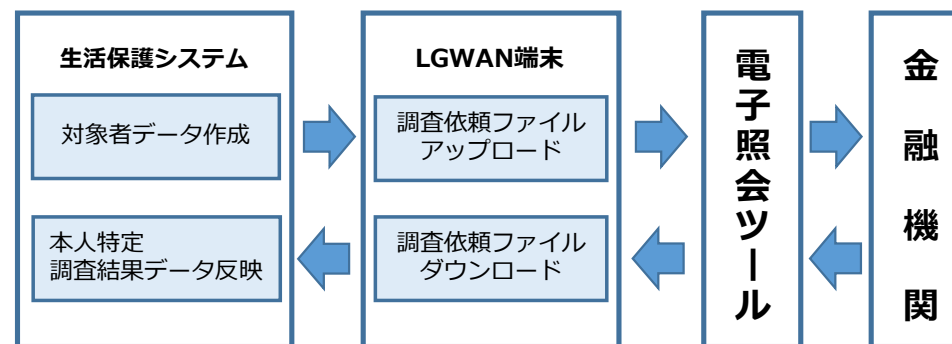 生活保護システム
対象者データ作成
本人特定
調査結果データ反映
LGWAN端末
調査依頼ファイル
アップロード
調査依頼ファイル
ダウンロード
電子照会ツール
金融機関